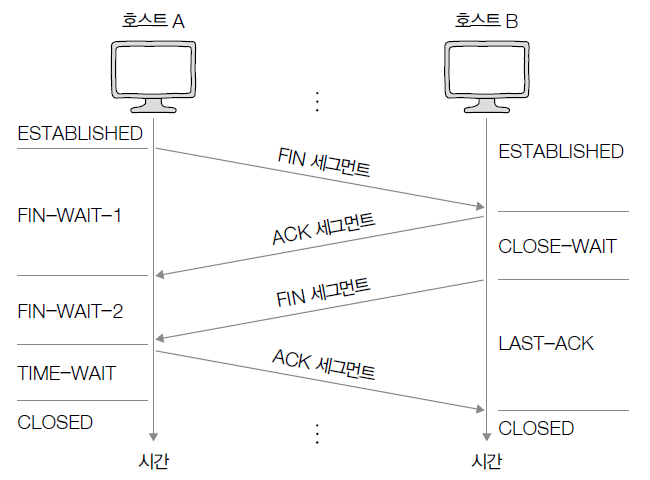 호스트 A
호스트 B
ESTABLISHED
ESTABLISHED
FIN 세그먼트
FIN-WAIT-1
ACK 세그먼트
CLOSE-WAIT
FIN 세그먼트
FIN-WAIT-2
LAST-ACK
ACK 세그먼트
TIME-WAIT
CLOSED
CLOSED
시간
시간